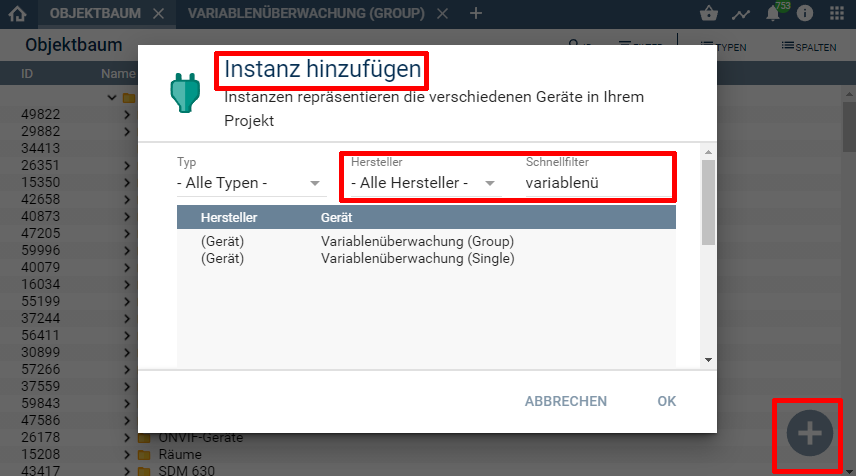 OBJEKTBAUM VARIABLENÜBERWACHUNG (GROUP) 753
Objektbaum TYPEN SPALTEN
ID Name
Instanz hinzufügen
Instanzen repräsentieren die verschiedenen Geräte in Ihrem
Projekt
Typ Hersteller Schnellfilter
- Alle Typen - - Alle Hersteller - variablenü
Hersteller Gerät
(Gerät) Variablenüberwachung (Group)
(Gerät) Variablenüberwachung (Single)
ABBRECHEN OK
49822
29882
34413
26351
15350
42658
40873
47205
59996
40079
16034
55199
37244
56411
30899
57266
37559
59843
47586
26178 ONVIF-Geräte
15208 Räume
43417 SDM 630